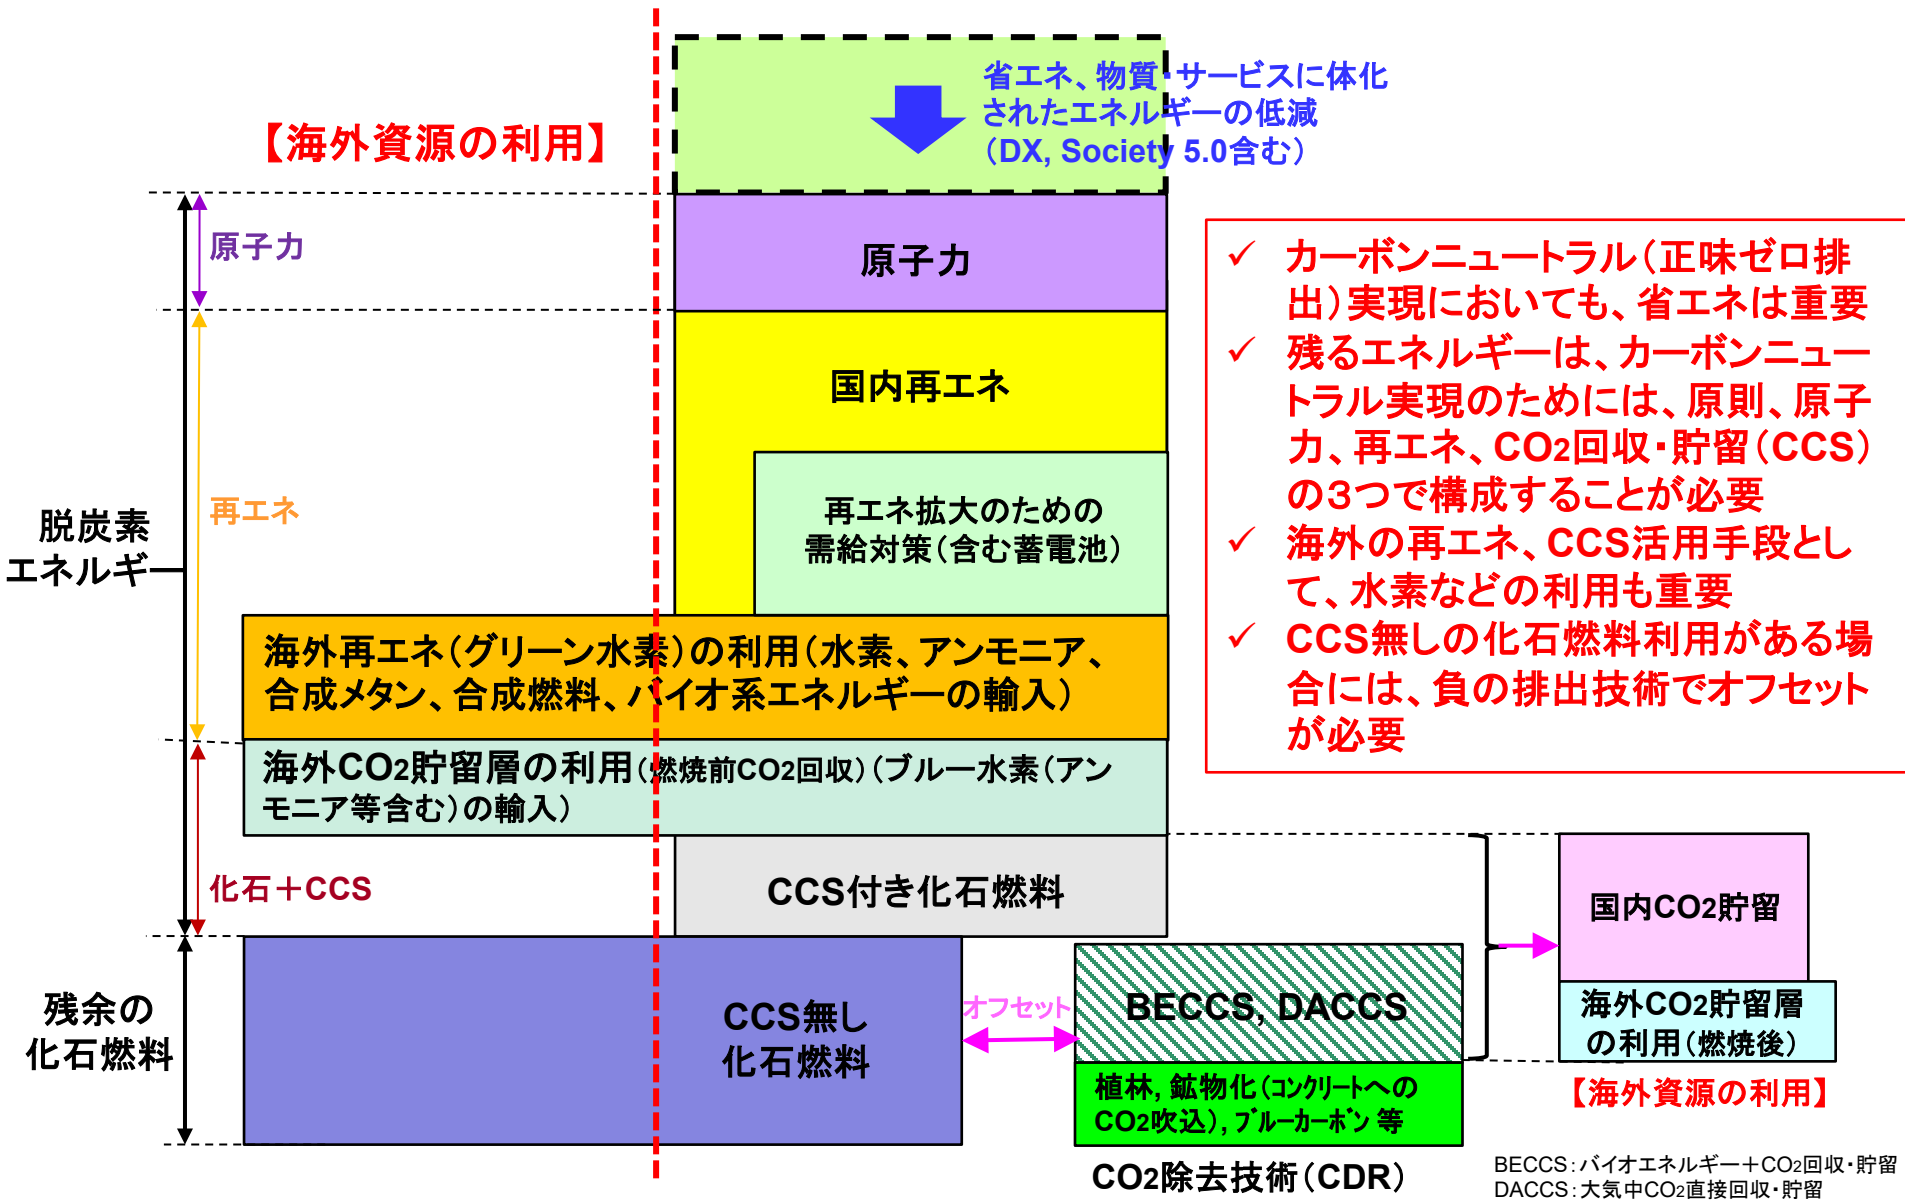 省エネ、物質・サービスに体化
されたエネルギーの低減
（DX, Society 5.0含む）
【海外資源の利用】
原子力
原子力
国内再エネ
再エネ
再エネ拡大のための
需給対策（含む蓄電池）
脱炭素
エネルギー
海外再エネ（グリーン水素）の利用（水素、アンモニア、
合成メタン、合成燃料、バイオ系エネルギーの輸入）
海外CO2貯留層の利用（燃焼前CO2回収）（ブルー水素（アン
モニア等含む）の輸入）
化石＋CCS
CCS付き化石燃料
残余の
化石燃料
CCS無し
化石燃料
オフセット
BECCS, DACCS
植林, 鉱物化（コンクリートへの
CO2吹込）, ブルーカーボン 等
CO2除去技術（CDR）
✓ カーボンニュートラル（正味ゼロ排
出）実現においても、省エネは重要
✓ 残るエネルギーは、カーボンニュー
トラル実現のためには、原則、原子
力、再エネ、CO2回収・貯留（CCS）
の３つで構成することが必要
✓ 海外の再エネ、CCS活用手段とし
て、水素などの利用も重要
✓ CCS無しの化石燃料利用がある場
合には、負の排出技術でオフセット
が必要
国内CO2貯留
海外CO2貯留層
の利用（燃焼後）
【海外資源の利用】
BECCS：バイオエネルギー＋CO2回収・貯留
DACCS：大気中CO2直接回収・貯留